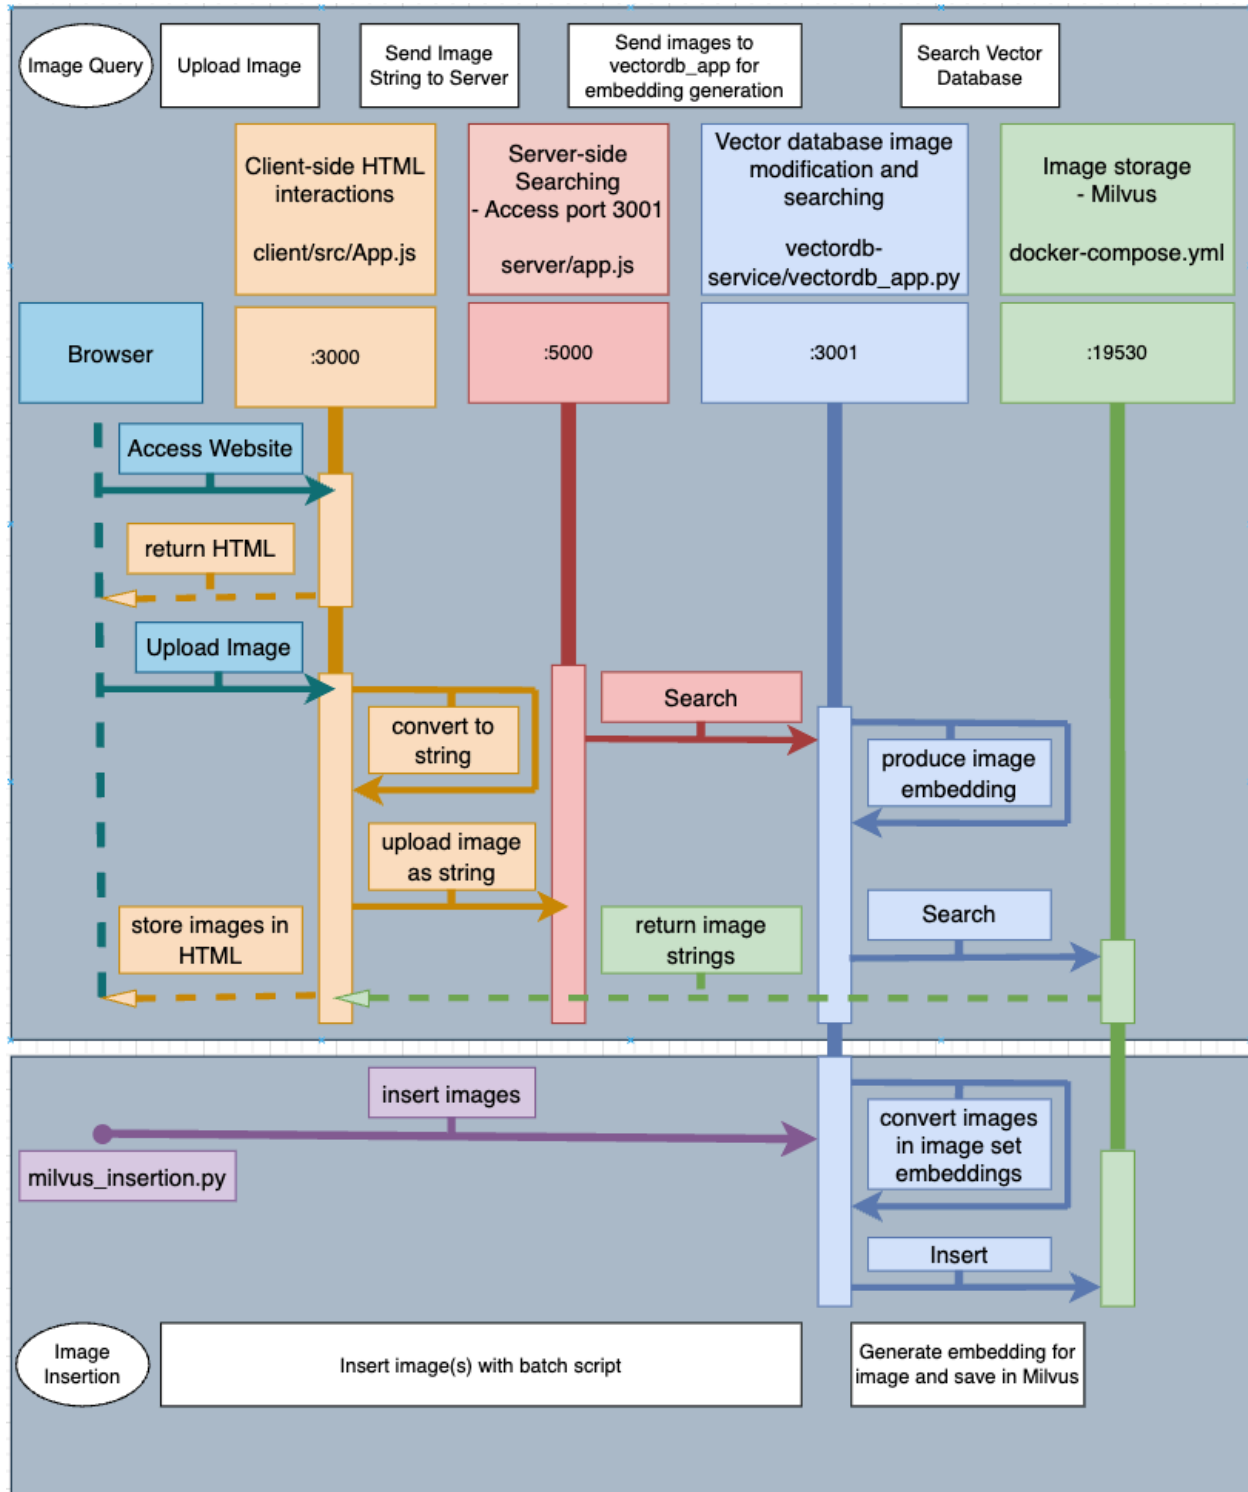 Image Query
Upload Image
Send Image
String to Server
Send images to
vectordb_app for
embedding generation
Search Vector
Database
Client-side HTML
interactions
client/src/App.js
Server-side
Searching
- Access port 3001
server/app.js
Vector database image
modification and
searching
vectordb-
service/vectordb_app.py
Image storage
- Milvus
docker-compose.yml
Browser
:3000
:5000
:3001
:19530
Access Website
return HTML
Upload Image
convert to
string
Search
produce image
embedding
upload image
as string
store images in
HTML
return image
strings
Search
insert images
milvus_insertion.py
convert images
in image set
embeddings
Insert
Image
Insertion
Insert image(s) with batch script
Generate embedding for
image and save in Milvus